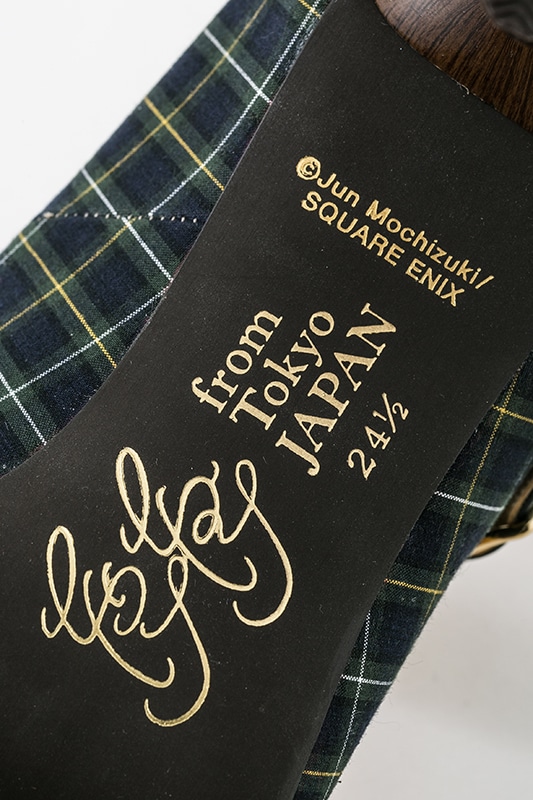 ©Jun Mochizuki/
SQUARE ENIX
from
Tokyo
JAPAN
24½